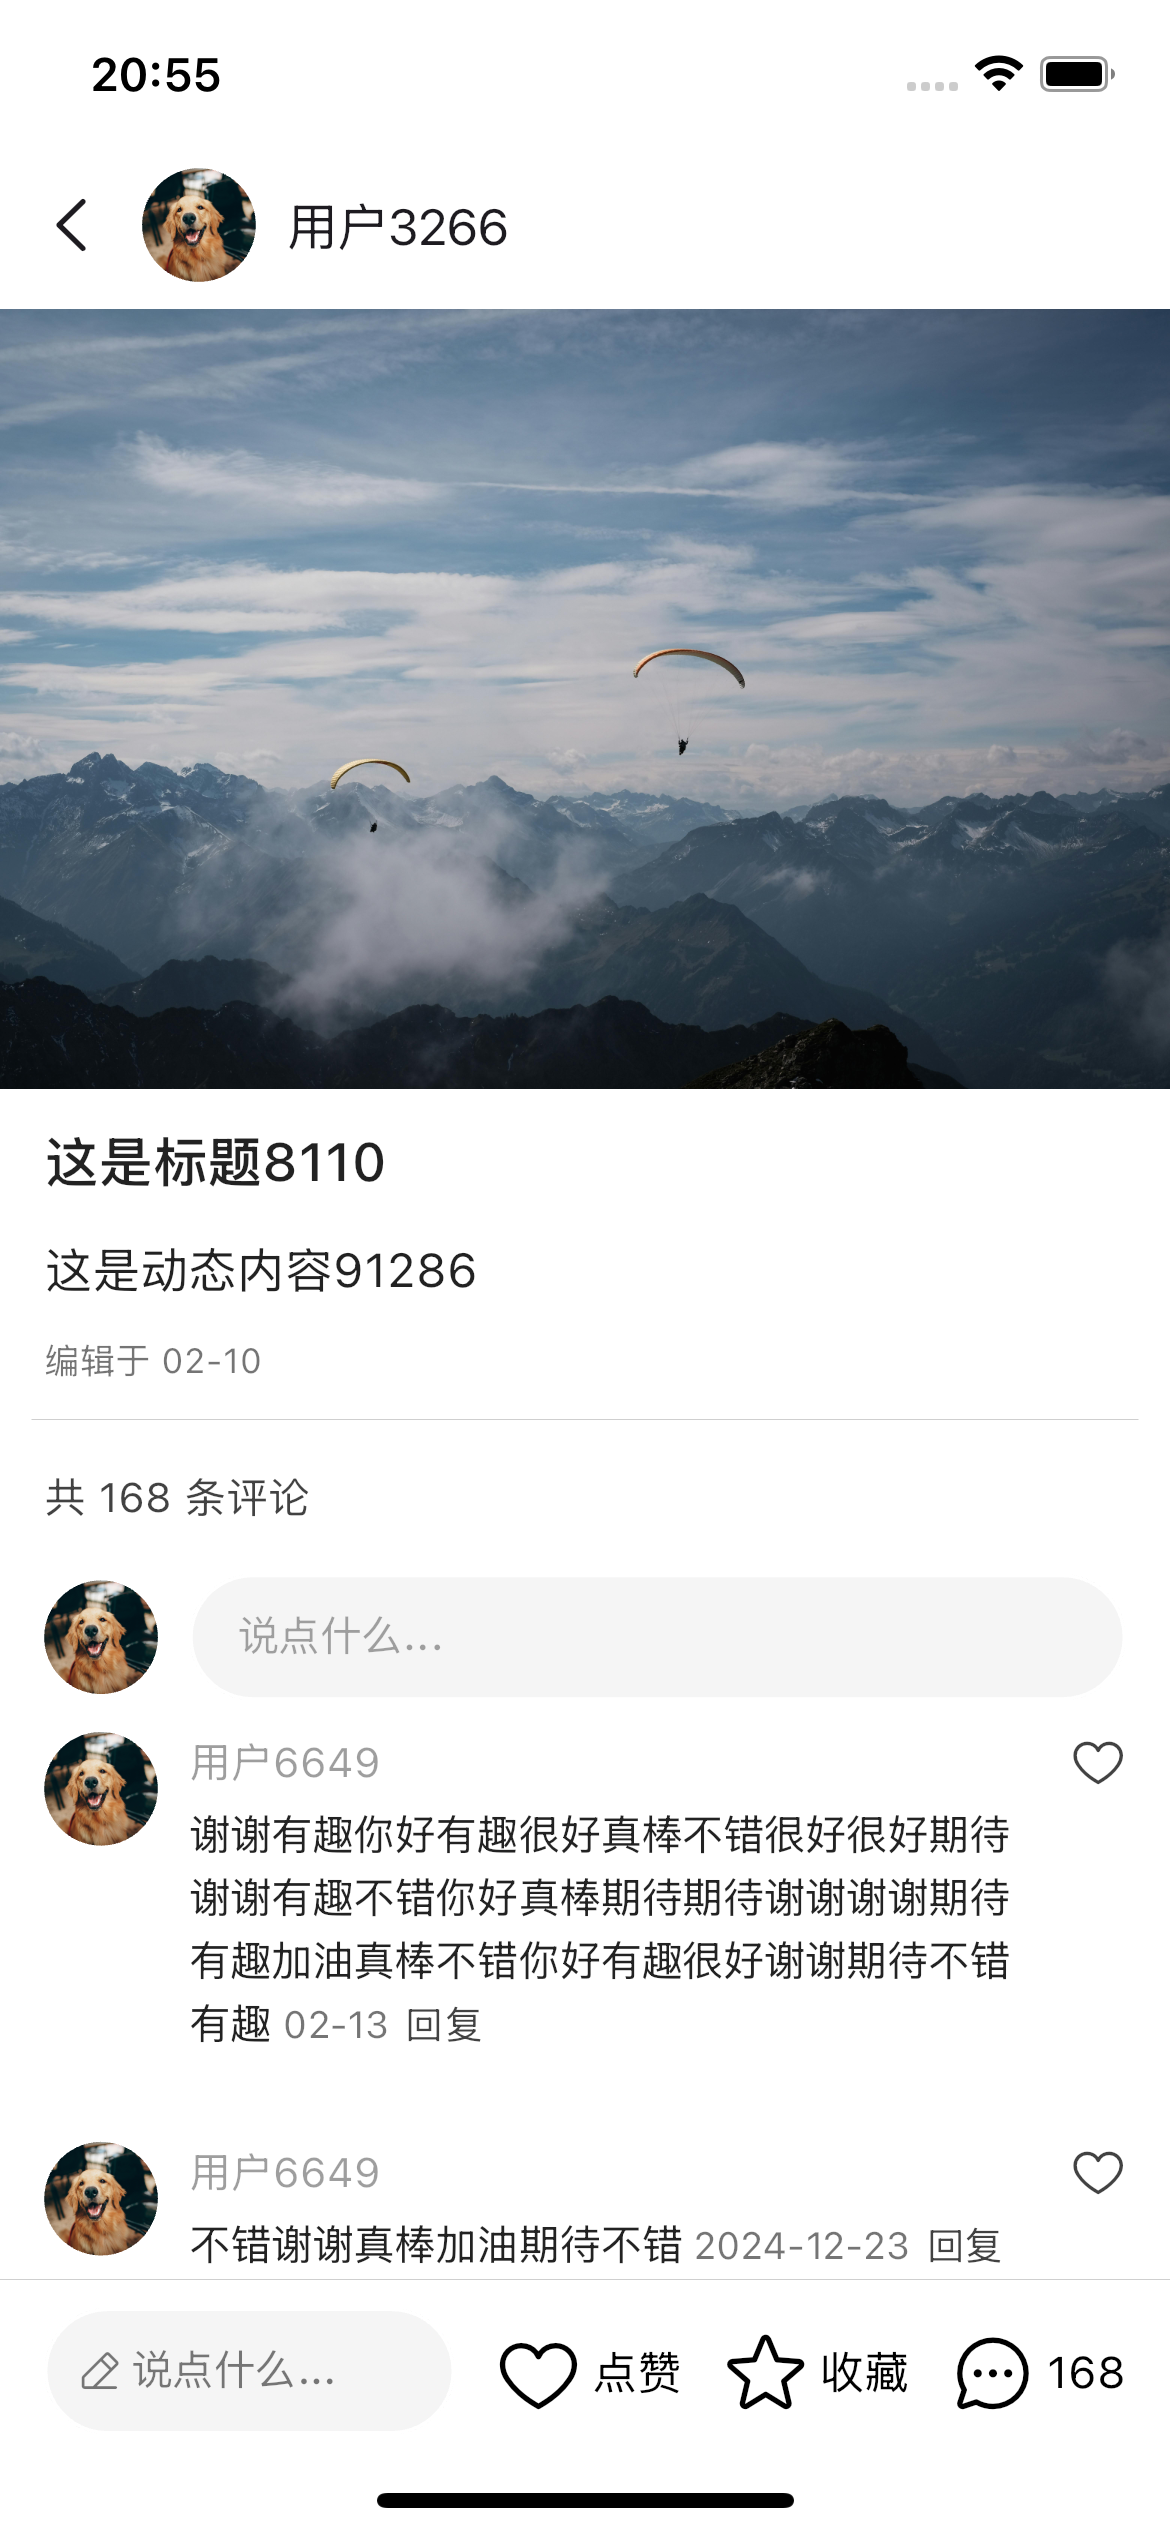 20:55
用户3266
这是标题8110
这是动态内容91286
编辑于 02-10
共 168 条评论
说点什么...
用户6649
谢谢有趣你好有趣很好真棒不错很好很好期待
谢谢有趣不错你好真棒期待期待谢谢谢谢期待
有趣加油真棒不错你好有趣很好谢谢期待不错
有趣 02-13 回复
用户6649
不错谢谢真棒加油期待不错 2024-12-23 回复
说点什么... 点赞 收藏 168